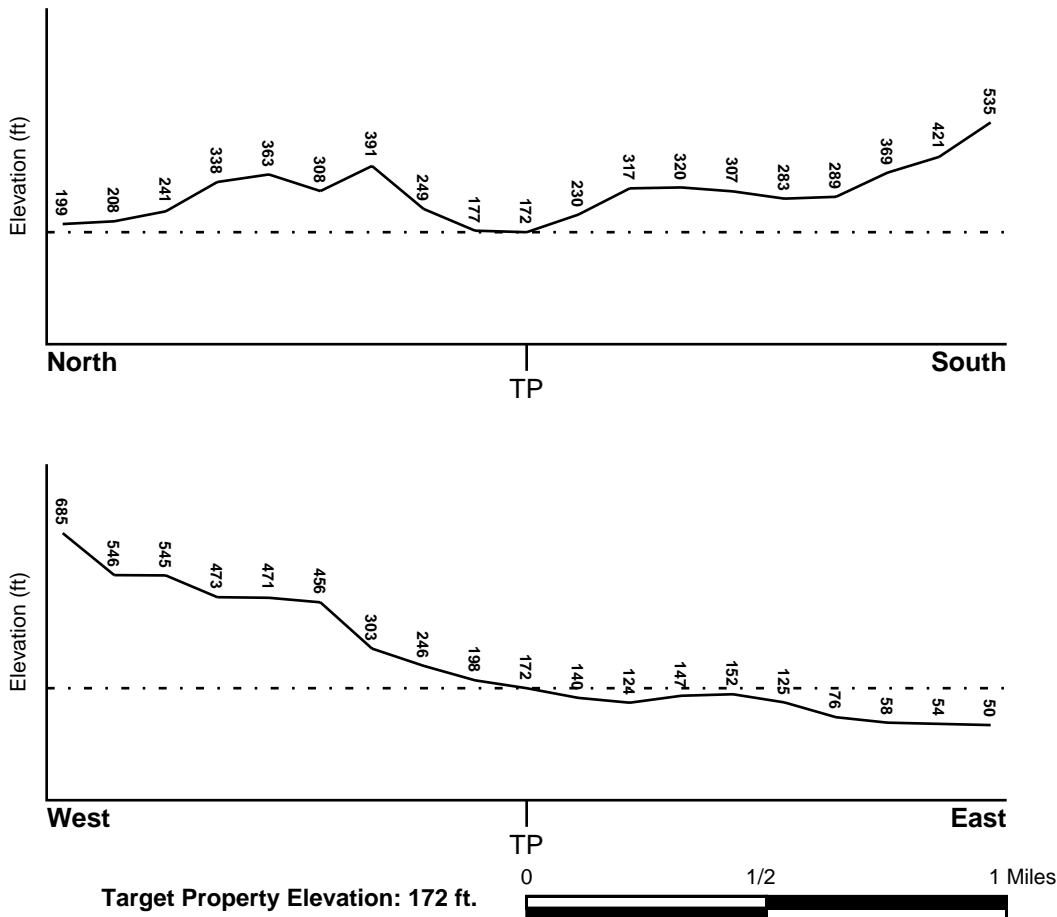 Elevation (ft)
199 208 241 338 363 308 391 249 177 172 230 317 320 307 283 289 369 421 535
North South
TP
Elevation (ft)
685 546 545 473 471 456 303 246 198 172 140 124 147 152 125 76 58 54 50
West East
TP
Target Property Elevation: 172 ft.
0 1/2 1 Miles